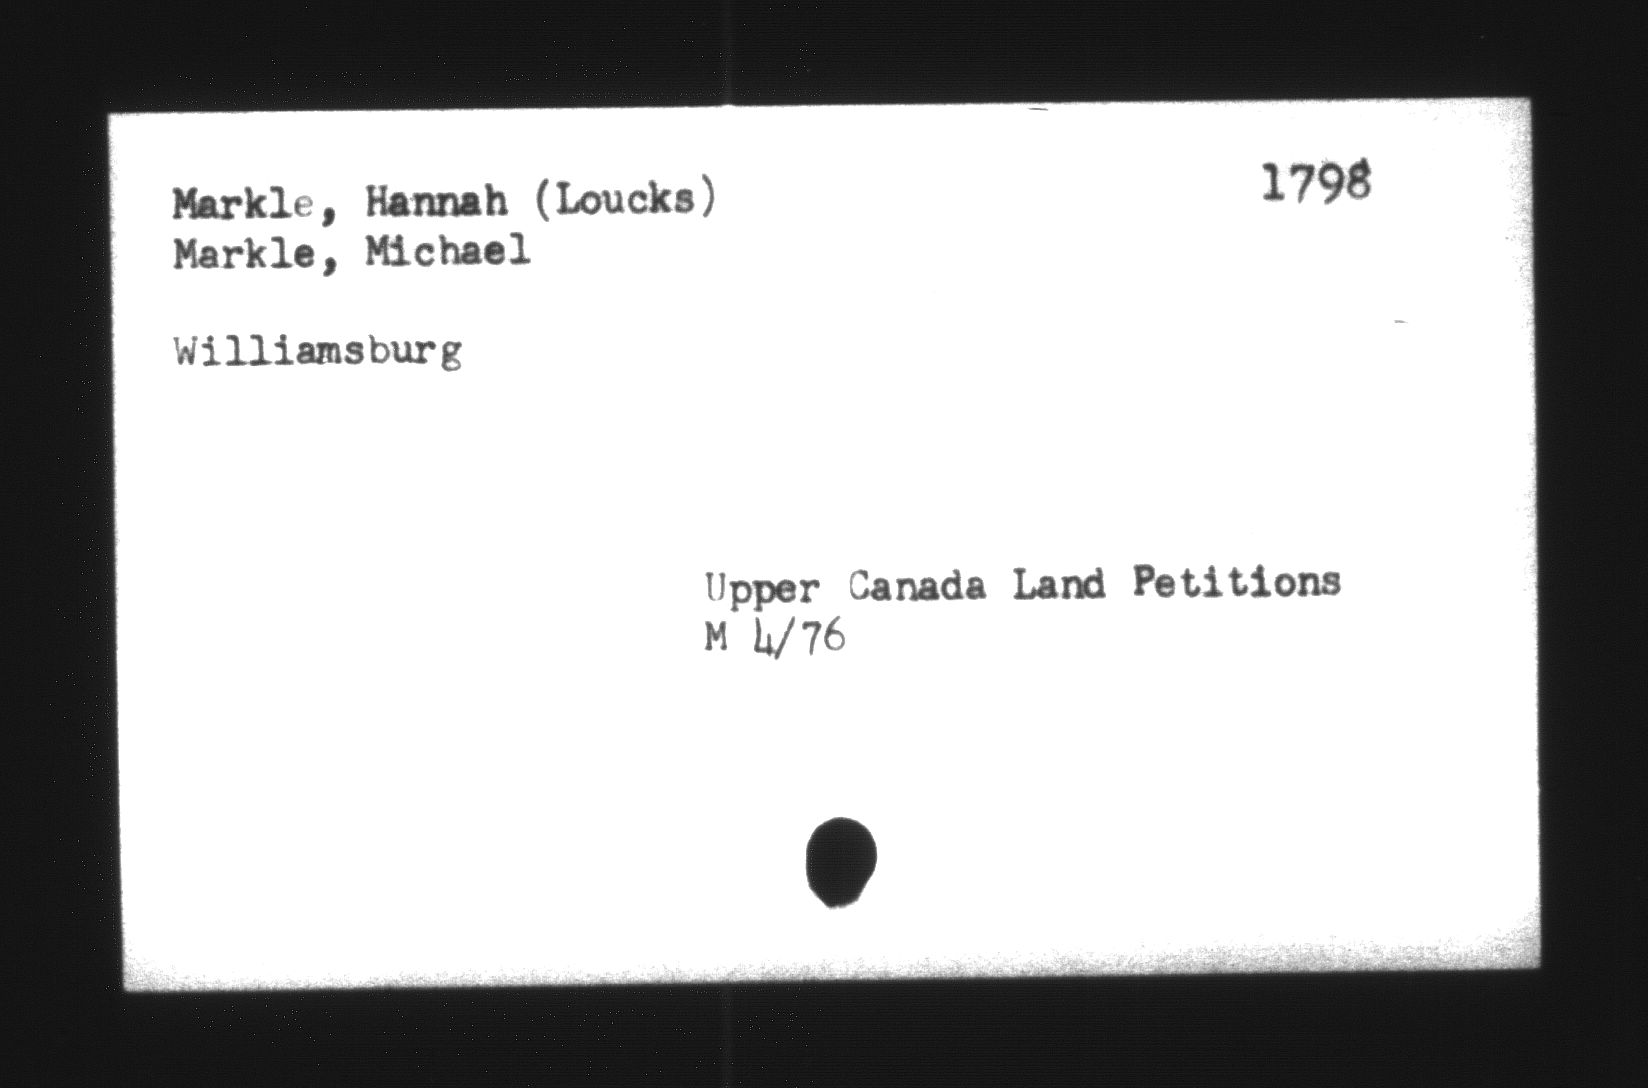 Markle, Hannah (Loucks) 1798
Markle, Michael
Williamsburg
Upper Canada Land Petitions
M 4/76